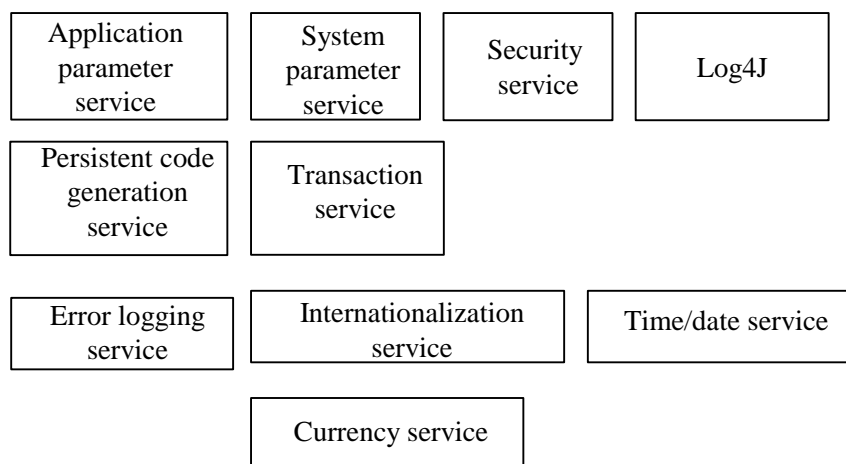 Application
parameter
service
System
parameter
service
Security
service
Log4J
Persistent code
generation
service
Transaction
service
Error logging
service
Internationalization
service
Time/date service
Currency service